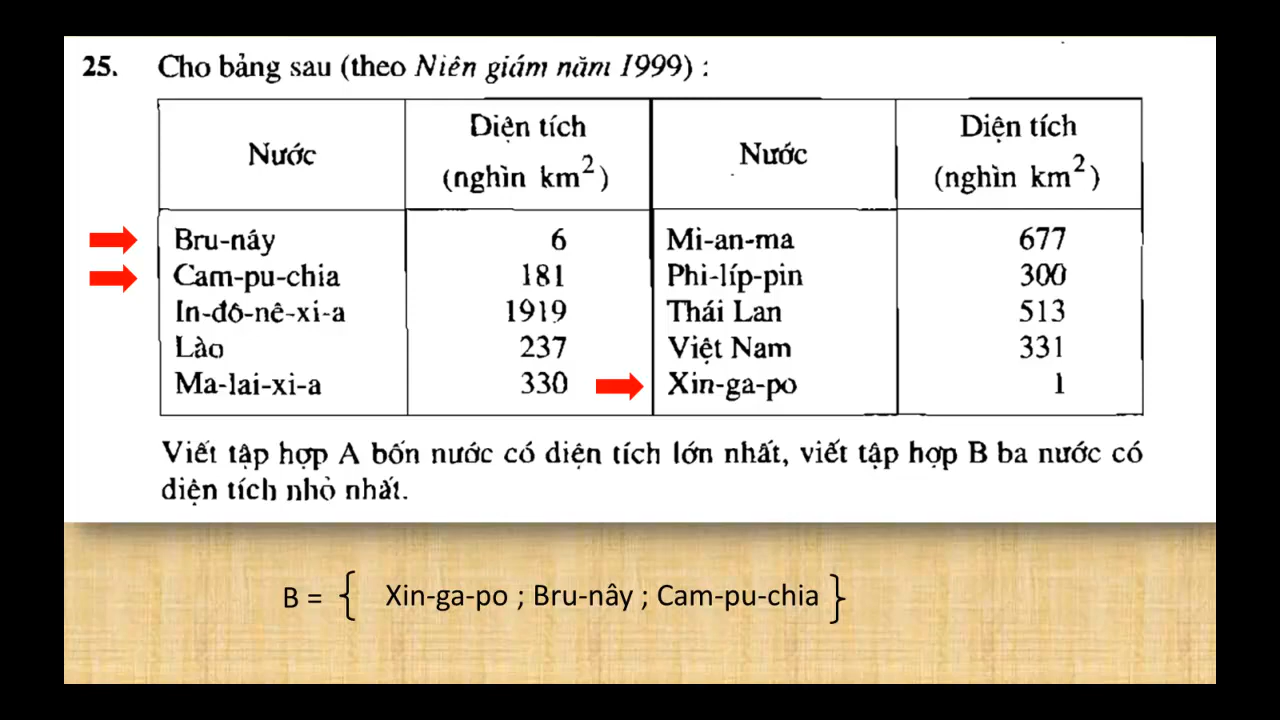 25. Cho bảng sau (theo Niên giám năm 1999) :
Nước Diện tích (nghìn km²) Nước Diện tích (nghìn km²)
Bru-nây 6 Mi-an-ma 677
Cam-pu-chia 181 Phi-líp-pin 300
In-đô-nê-xi-a 1919 Thái Lan 513
Lào 237 Việt Nam 331
Ma-lai-xi-a 330 Xin-ga-po 1
Viết tập hợp A bốn nước có diện tích lớn nhất, viết tập hợp B ba nước có
diện tích nhỏ nhất.
B = { Xin-ga-po ; Bru-nây ; Cam-pu-chia }